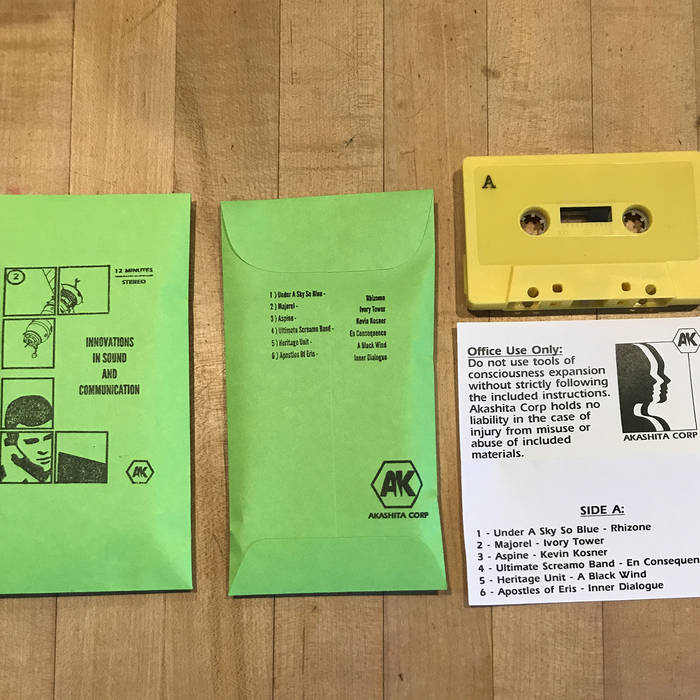 2
12 MINUTES
STEREO
INNOVATIONS
IN SOUND
AND
COMMUNICATION
AK
1 ) Under A Sky So Blue - Rhizone
2 ) Majorel - Ivory Tower
3 ) Aspine - Kevin Kosner
4 ) Ultimate Screamo Band - En Consequence
5 ) Heritage Unit - A Black Wind
6 ) Apostles Of Eris - Inner Dialogue
AK
AKASHITA CORP
A
Office Use Only:
Do not use tools of
consciousness expansion
without strictly following
the included instructions.
Akashita Corp holds no
liability in the case of
injury from misuse or
abuse of included
materials.
AK
AKASHITA CORP
SIDE A:
1 - Under A Sky So Blue - Rhizone
2 - Majorel - Ivory Tower
3 - Aspine - Kevin Kosner
4 - Ultimate Screamo Band - En Consequen
5 - Heritage Unit - A Black Wind
6 - Apostles of Eris - Inner Dialogue